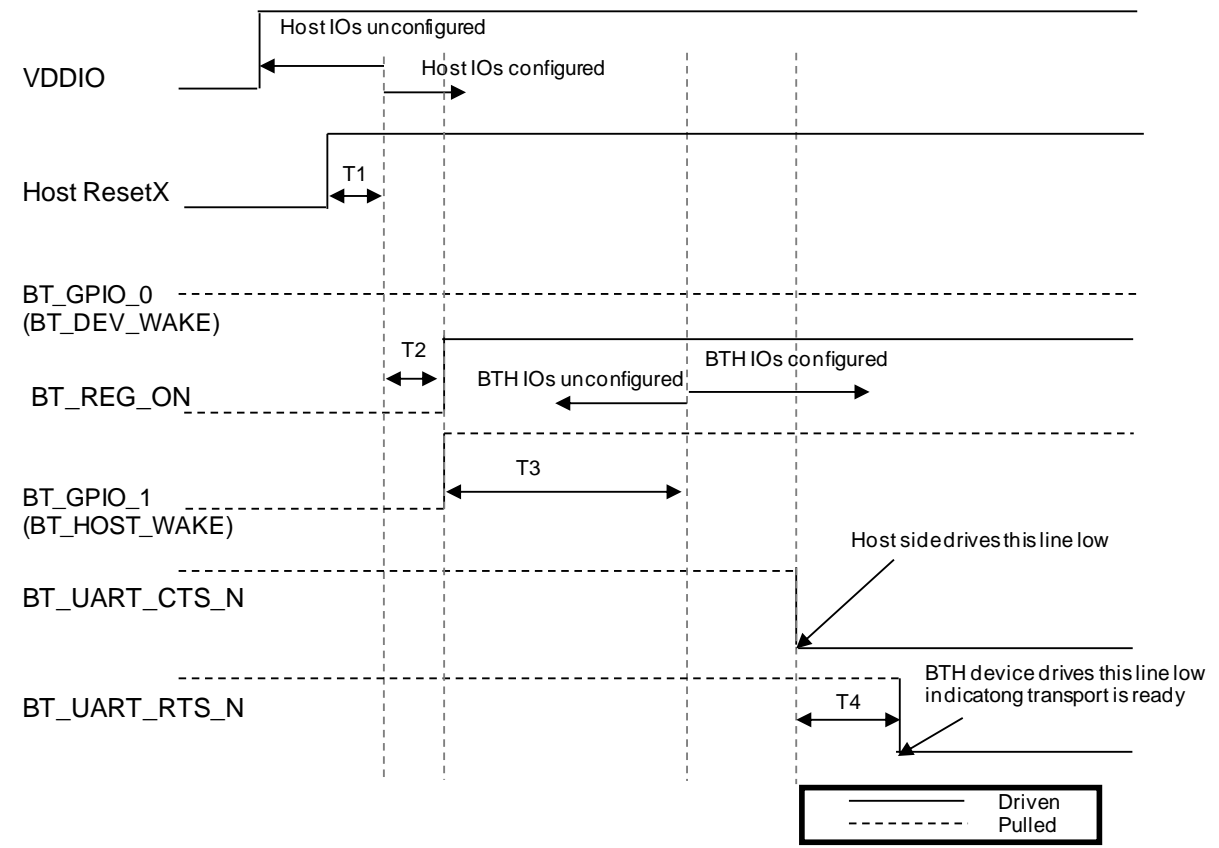 Host IOs unconfigured
VDDIO
Host IOs configured
T1
Host ResetX
BT_GPIO_0
(BT_DEV_WAKE)
T2
BTH IOs configured
BTH IOs unconfigured
BT_REG_ON
T3
BT_GPIO_1
(BT_HOST_WAKE)
Host side drives this line low
BT_UART_CTS_N
BTH device drives this line low
indicatong transport is ready
BT_UART_RTS_N
T4
Driven
Pulled